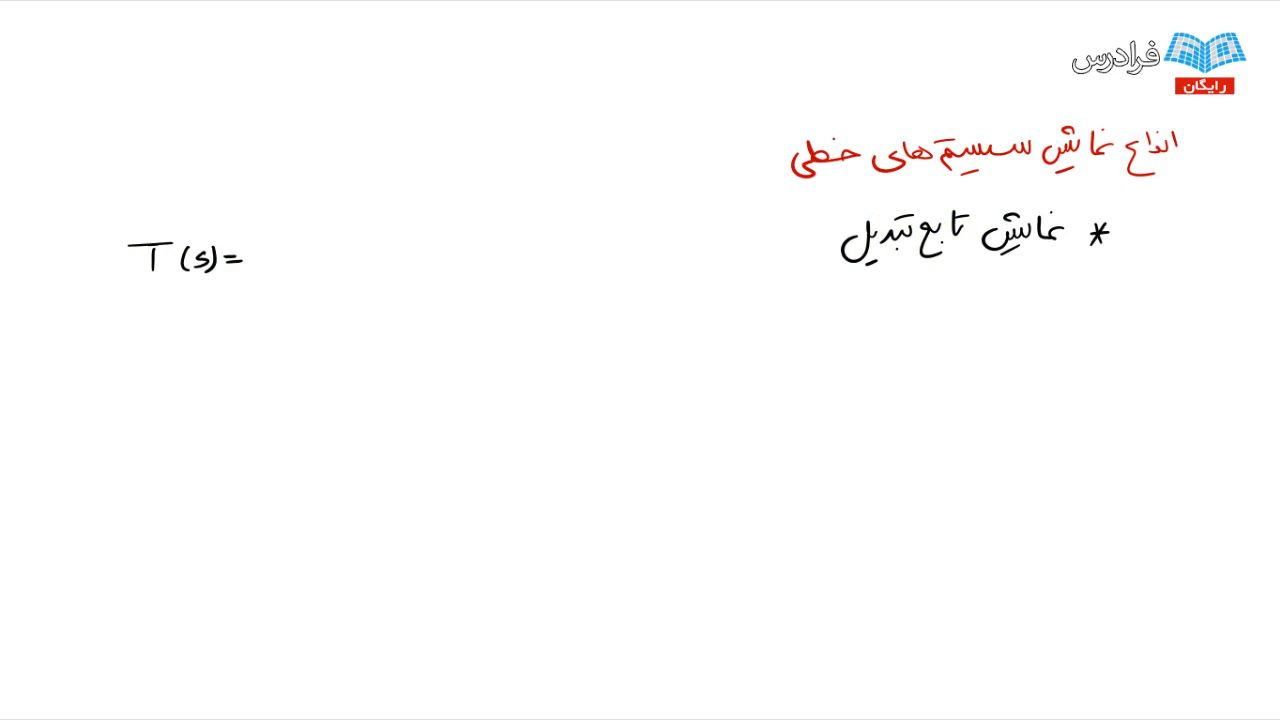 فرادرس
رایگان
انواع نمایش سیستم های خطی
* نمایش تابع تبدیل
T(s)=